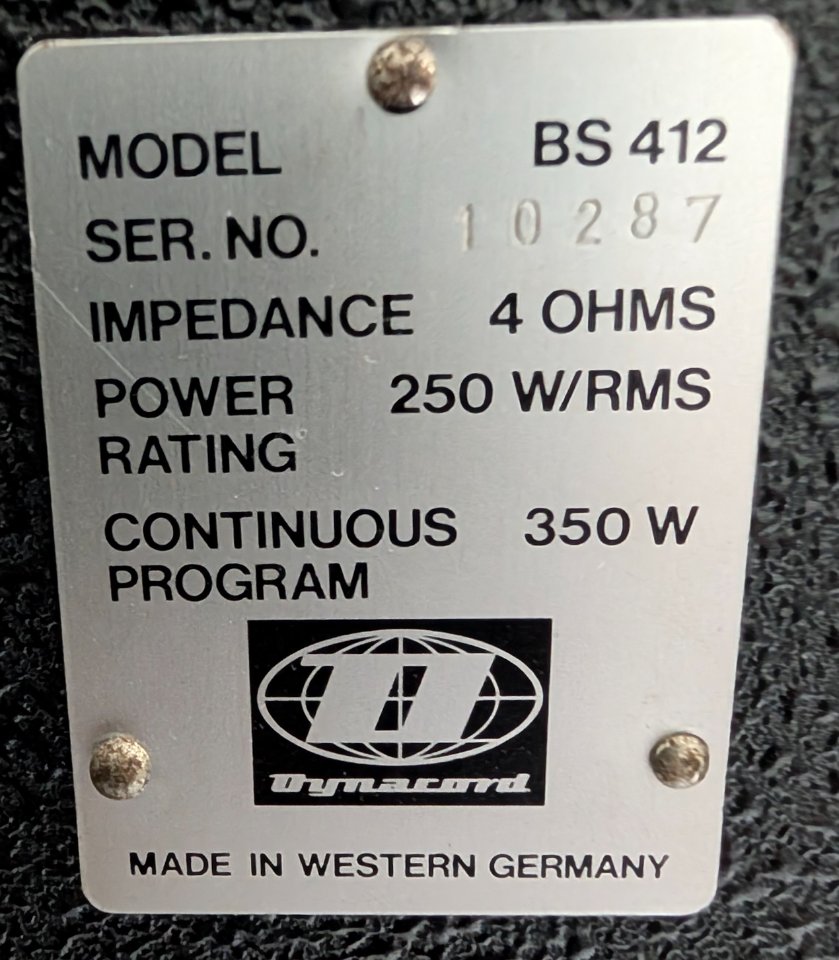 MODEL BS 412
SER. NO. 10287
IMPEDANCE 4 OHMS
POWER 250 W/RMS
RATING
CONTINUOUS 350 W
PROGRAM
Dynacord
MADE IN WESTERN GERMANY